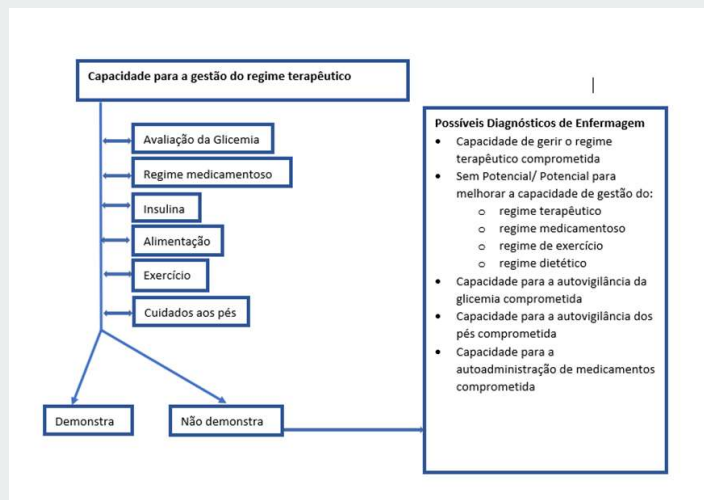 Capacidade para a gestão do regime terapêutico
Avaliação da Glicemia
Regime medicamentoso
Insulina
Alimentação
Exercício
Cuidados aos pés
Demonstra
Não demonstra
Possíveis Diagnósticos de Enfermagem
• Capacidade de gerir o regime
terapêutico comprometida
• Sem Potencial/ Potencial para
melhorar a capacidade de gestão do:
o regime terapêutico
o regime medicamentoso
o regime de exercício
o regime dietético
• Capacidade para a autovigilância da
glicemia comprometida
• Capacidade para a autovigilância dos
pés comprometida
• Capacidade para a
autoadministração de medicamentos
comprometida